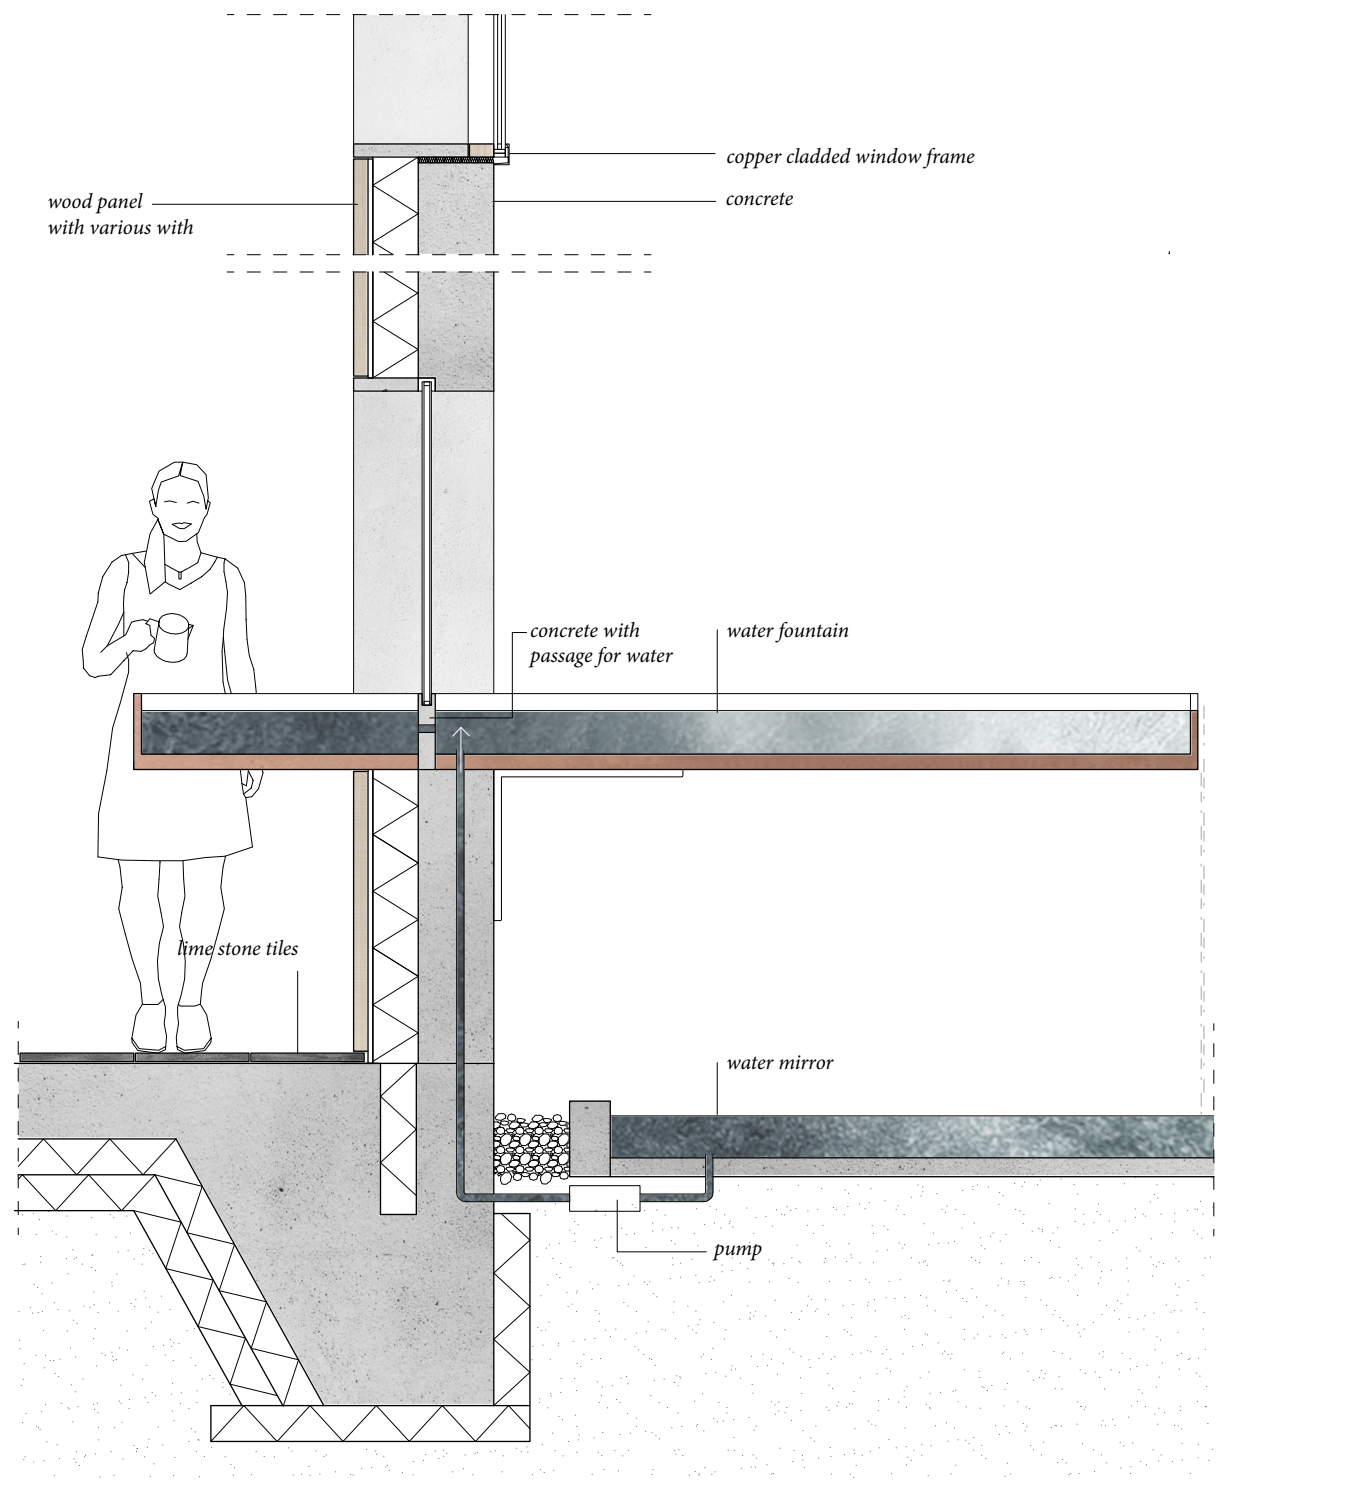 copper cladded window frame
concrete
wood panel
with various with
concrete with
passage for water
water fountain
lime stone tiles
water mirror
pump